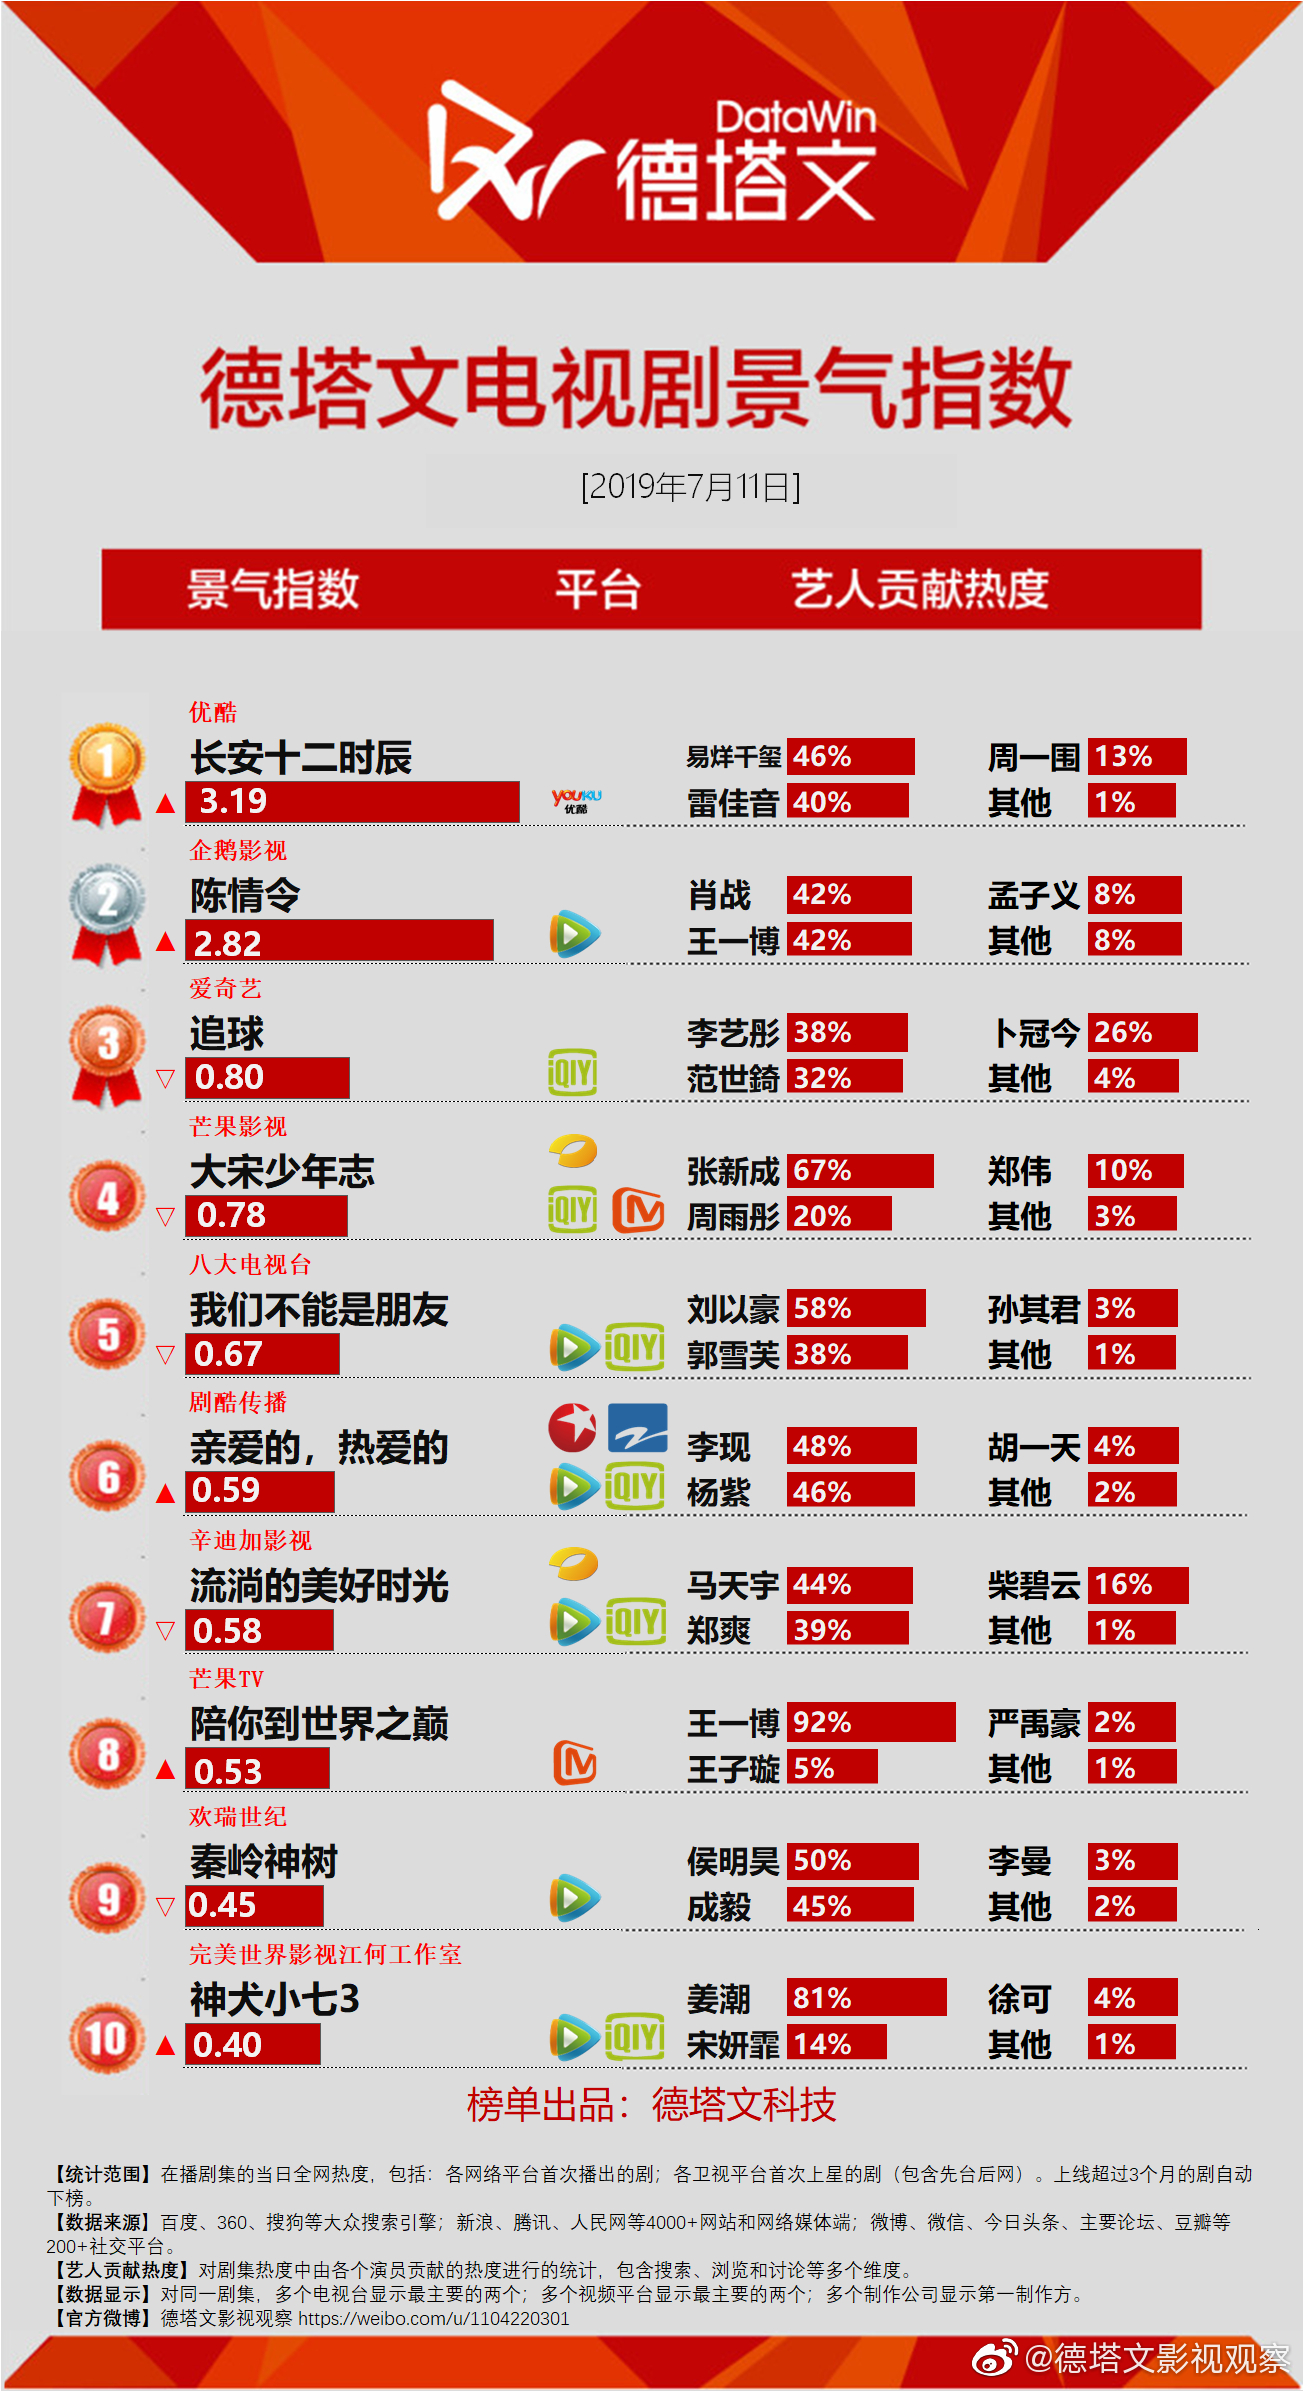 DataWin
德塔文
德塔文电视剧景气指数
[2019年7月11日]
景气指数 平台 艺人贡献热度
1
优酷
长安十二时辰
▲ 3.19
YOUKU
优酷
易烊千玺 46% 周一围 13%
雷佳音 40% 其他 1%
2
企鹅影视
陈情令
▲ 2.82
肖战 42% 孟子义 8%
王一博 42% 其他 8%
3
爱奇艺
追球
▽ 0.80
iQIYI
李艺彤 38% 卜冠今 26%
范世錡 32% 其他 4%
4
芒果影视
大宋少年志
▽ 0.78
iQIYI
张新成 67% 郑伟 10%
周雨彤 20% 其他 3%
5
八大电视台
我们不能是朋友
▽ 0.67
iQIYI
刘以豪 58% 孙其君 3%
郭雪芙 38% 其他 1%
6
剧酷传播
亲爱的，热爱的
▲ 0.59
iQIYI
李现 48% 胡一天 4%
杨紫 46% 其他 2%
7
辛迪加影视
流淌的美好时光
▽ 0.58
iQIYI
马天宇 44% 柴碧云 16%
郑爽 39% 其他 1%
8
芒果TV
陪你到世界之巅
▲ 0.53
王一博 92% 严禹豪 2%
王子璇 5% 其他 1%
9
欢瑞世纪
秦岭神树
▽ 0.45
侯明昊 50% 李曼 3%
成毅 45% 其他 2%
10
完美世界影视江何工作室
神犬小七3
▲ 0.40
iQIYI
姜潮 81% 徐可 4%
宋妍霏 14% 其他 1%
榜单出品：德塔文科技
【统计范围】在播剧集的当日全网热度，包括：各网络平台首次播出的剧；各卫视平台首次上星的剧（包含先台后网）。上线超过3个月的剧自动
下榜。
【数据来源】百度、360、搜狗等大众搜索引擎；新浪、腾讯、人民网等4000+网站和网络媒体端；微博、微信、今日头条、主要论坛、豆瓣等
200+社交平台。
【艺人贡献热度】对剧集热度中由各个演员贡献的热度进行的统计，包含搜索、浏览和讨论等多个维度。
【数据显示】对同一剧集，多个电视台显示最主要的两个；多个视频平台显示最主要的两个；多个制作公司显示第一制作方。
【官方微博】德塔文影视观察 https://weibo.com/u/1104220301
@德塔文影视观察